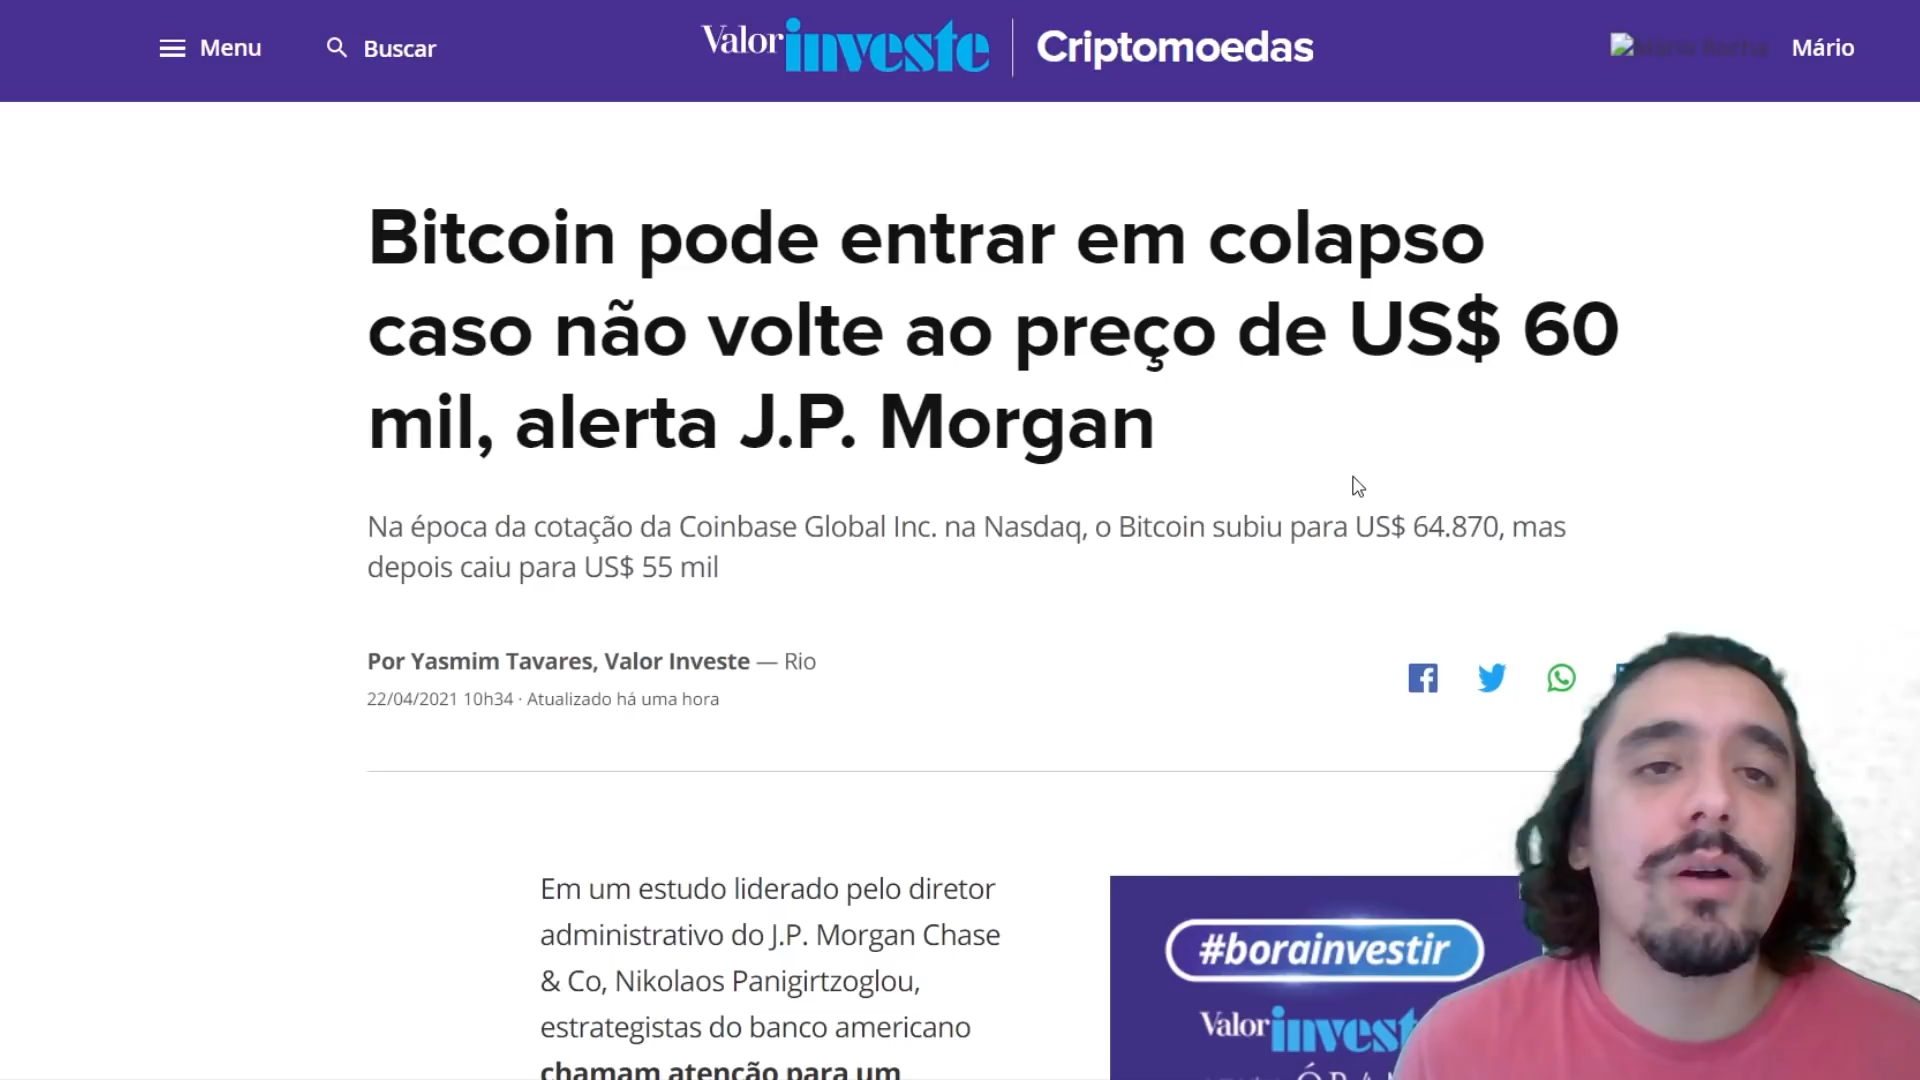 Menu
Buscar
Valor investe
Criptomoedas
Mário
Bitcoin pode entrar em colapso
caso não volte ao preço de US$ 60
mil, alerta J.P. Morgan
Na época da cotação da Coinbase Global Inc. na Nasdaq, o Bitcoin subiu para US$ 64.870, mas
depois caiu para US$ 55 mil
Por Yasmim Tavares, Valor Investe — Rio
22/04/2021 10h34 · Atualizado há uma hora
Em um estudo liderado pelo diretor
administrativo do J.P. Morgan Chase
& Co, Nikolaos Panigirtzoglou,
estrategistas do banco americano
chamam atenção para um
#borainvestir
Valor